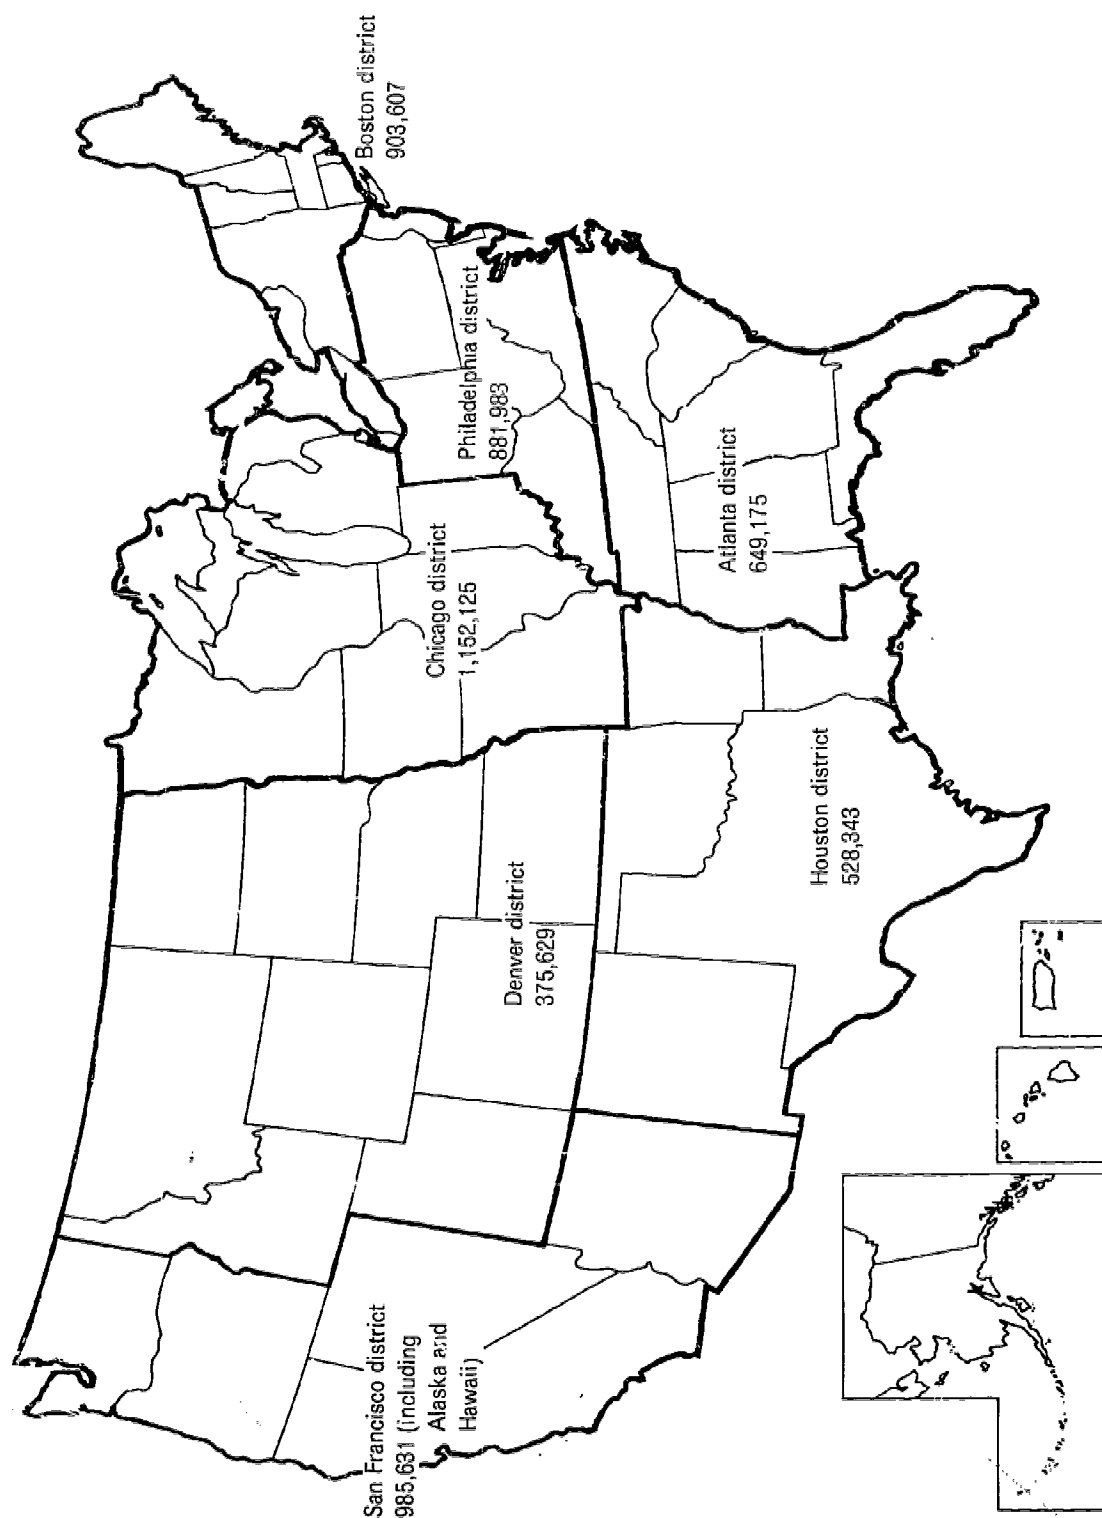 San Francisco district
985,631 (including
Alaska and
Hawaii)
Denver district
375,629
Houston district
528,343
Chicago district
1,152,125
Atlanta district
649,175
Philadelphia district
881,983
Boston district
903,607